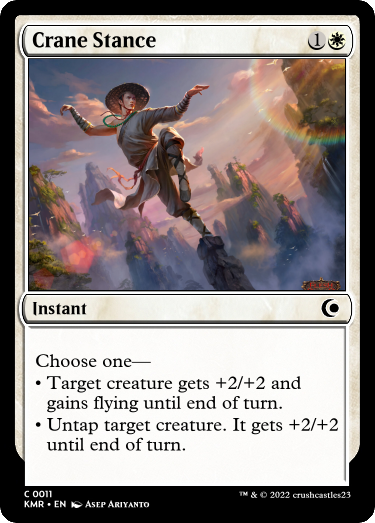 Crane Stance 1
Instant
Choose one—
• Target creature gets +2/+2 and
gains flying until end of turn.
• Untap target creature. It gets +2/+2
until end of turn.
C 0011
KMR • EN Asep Ariyanto
™ & © 2022 crushcastles23